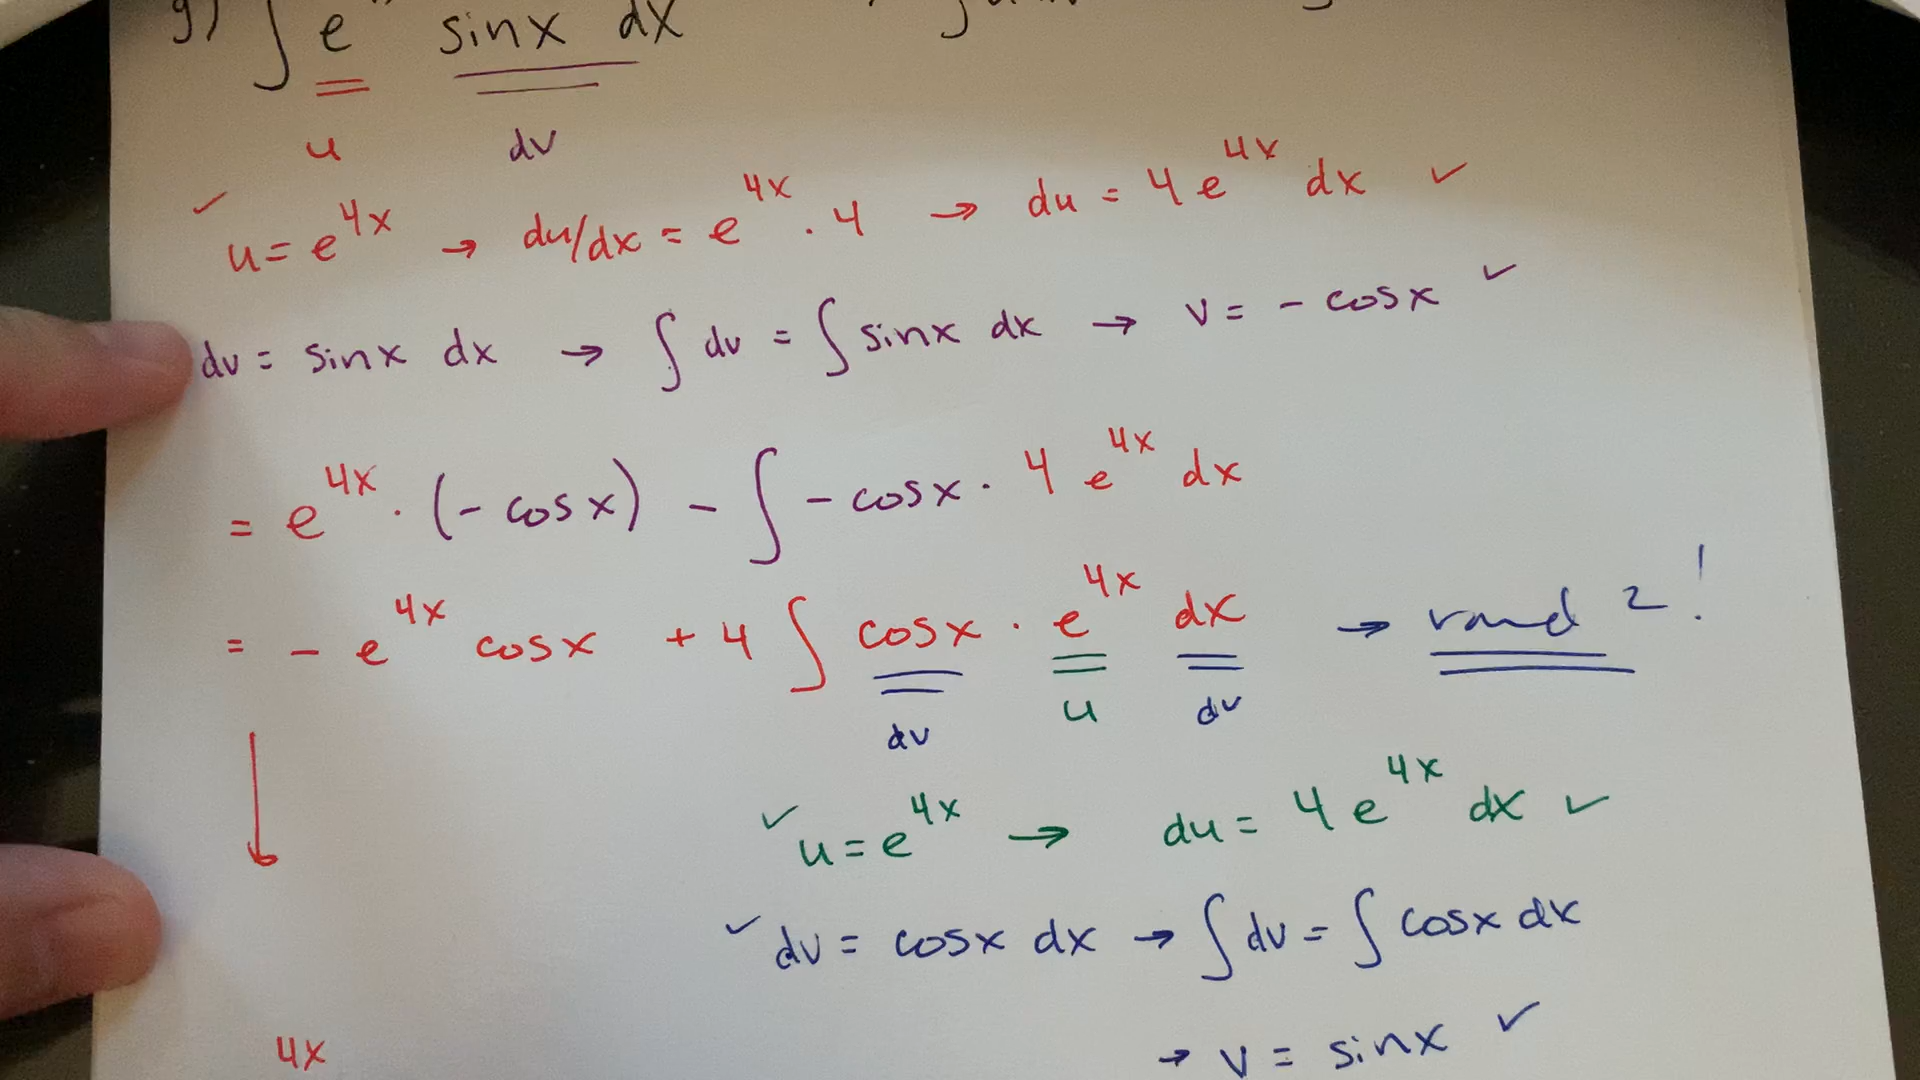 g) ∫ e sinx dx
u dv
✓ u = e^4x → du/dx = e^4x · 4 → du = 4 e^4x dx ✓
dv = sinx dx → ∫ dv = ∫ sinx dx → v = - cosx ✓
= e^4x · (- cosx) - ∫ - cosx · 4 e^4x dx
= - e^4x cosx + 4 ∫ cosx · e^4x dx → round 2!
dv u dv
✓ u = e^4x → du = 4 e^4x dx ✓
✓ dv = cosx dx → ∫ dv = ∫ cosx dx
→ v = sinx ✓
4x